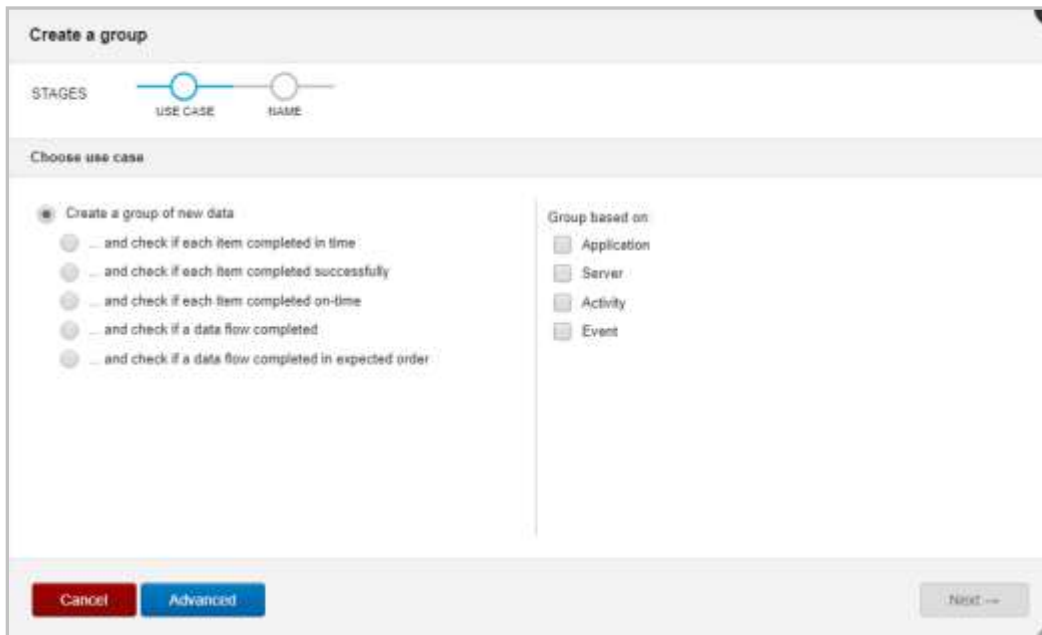 Create a group
STAGES
USE CASE
NAME
Choose use case
Create a group of new data
... and check if each item completed in time
... and check if each item completed successfully
... and check if each item completed on-time
... and check if a data flow completed
... and check if a data flow completed in expected order
Group based on
Application
Server
Activity
Event
Cancel
Advanced
Next →